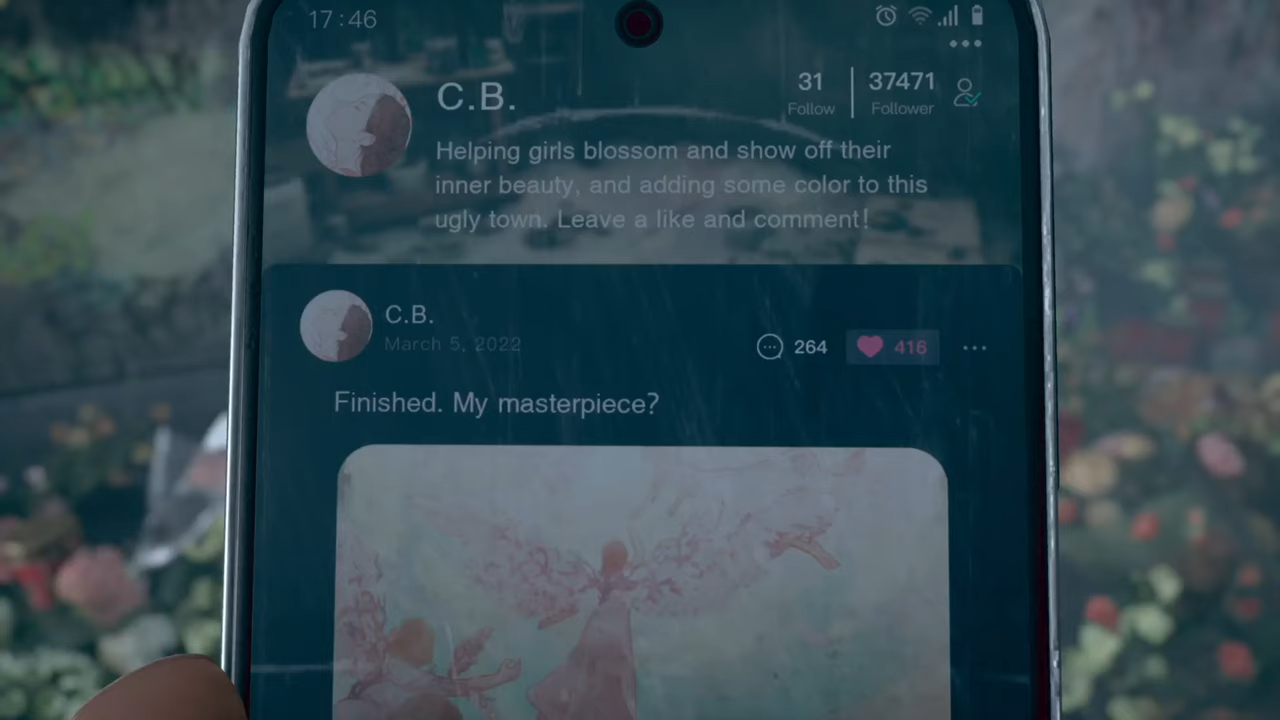 17:46
C.B.
31
Follow
37471
Follower
Helping girls blossom and show off their
inner beauty, and adding some color to this
ugly town. Leave a like and comment!
C.B.
March 5, 2022
264
416
Finished. My masterpiece?